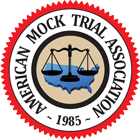 AMERICAN MOCK TRIAL ASSOCIATION
~ 1985 ~